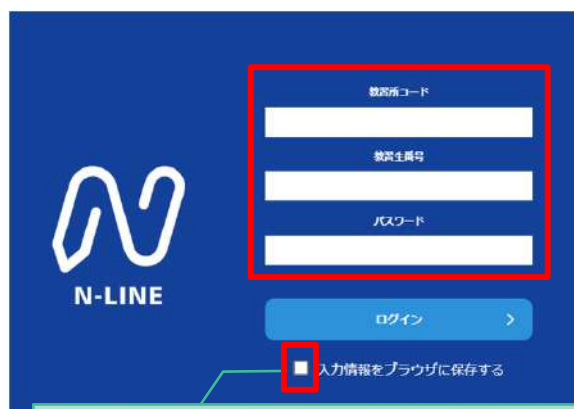 教習所コード
教習生番号
パスワード
N-LINE
ログイン
入力情報をブラウザに保存する